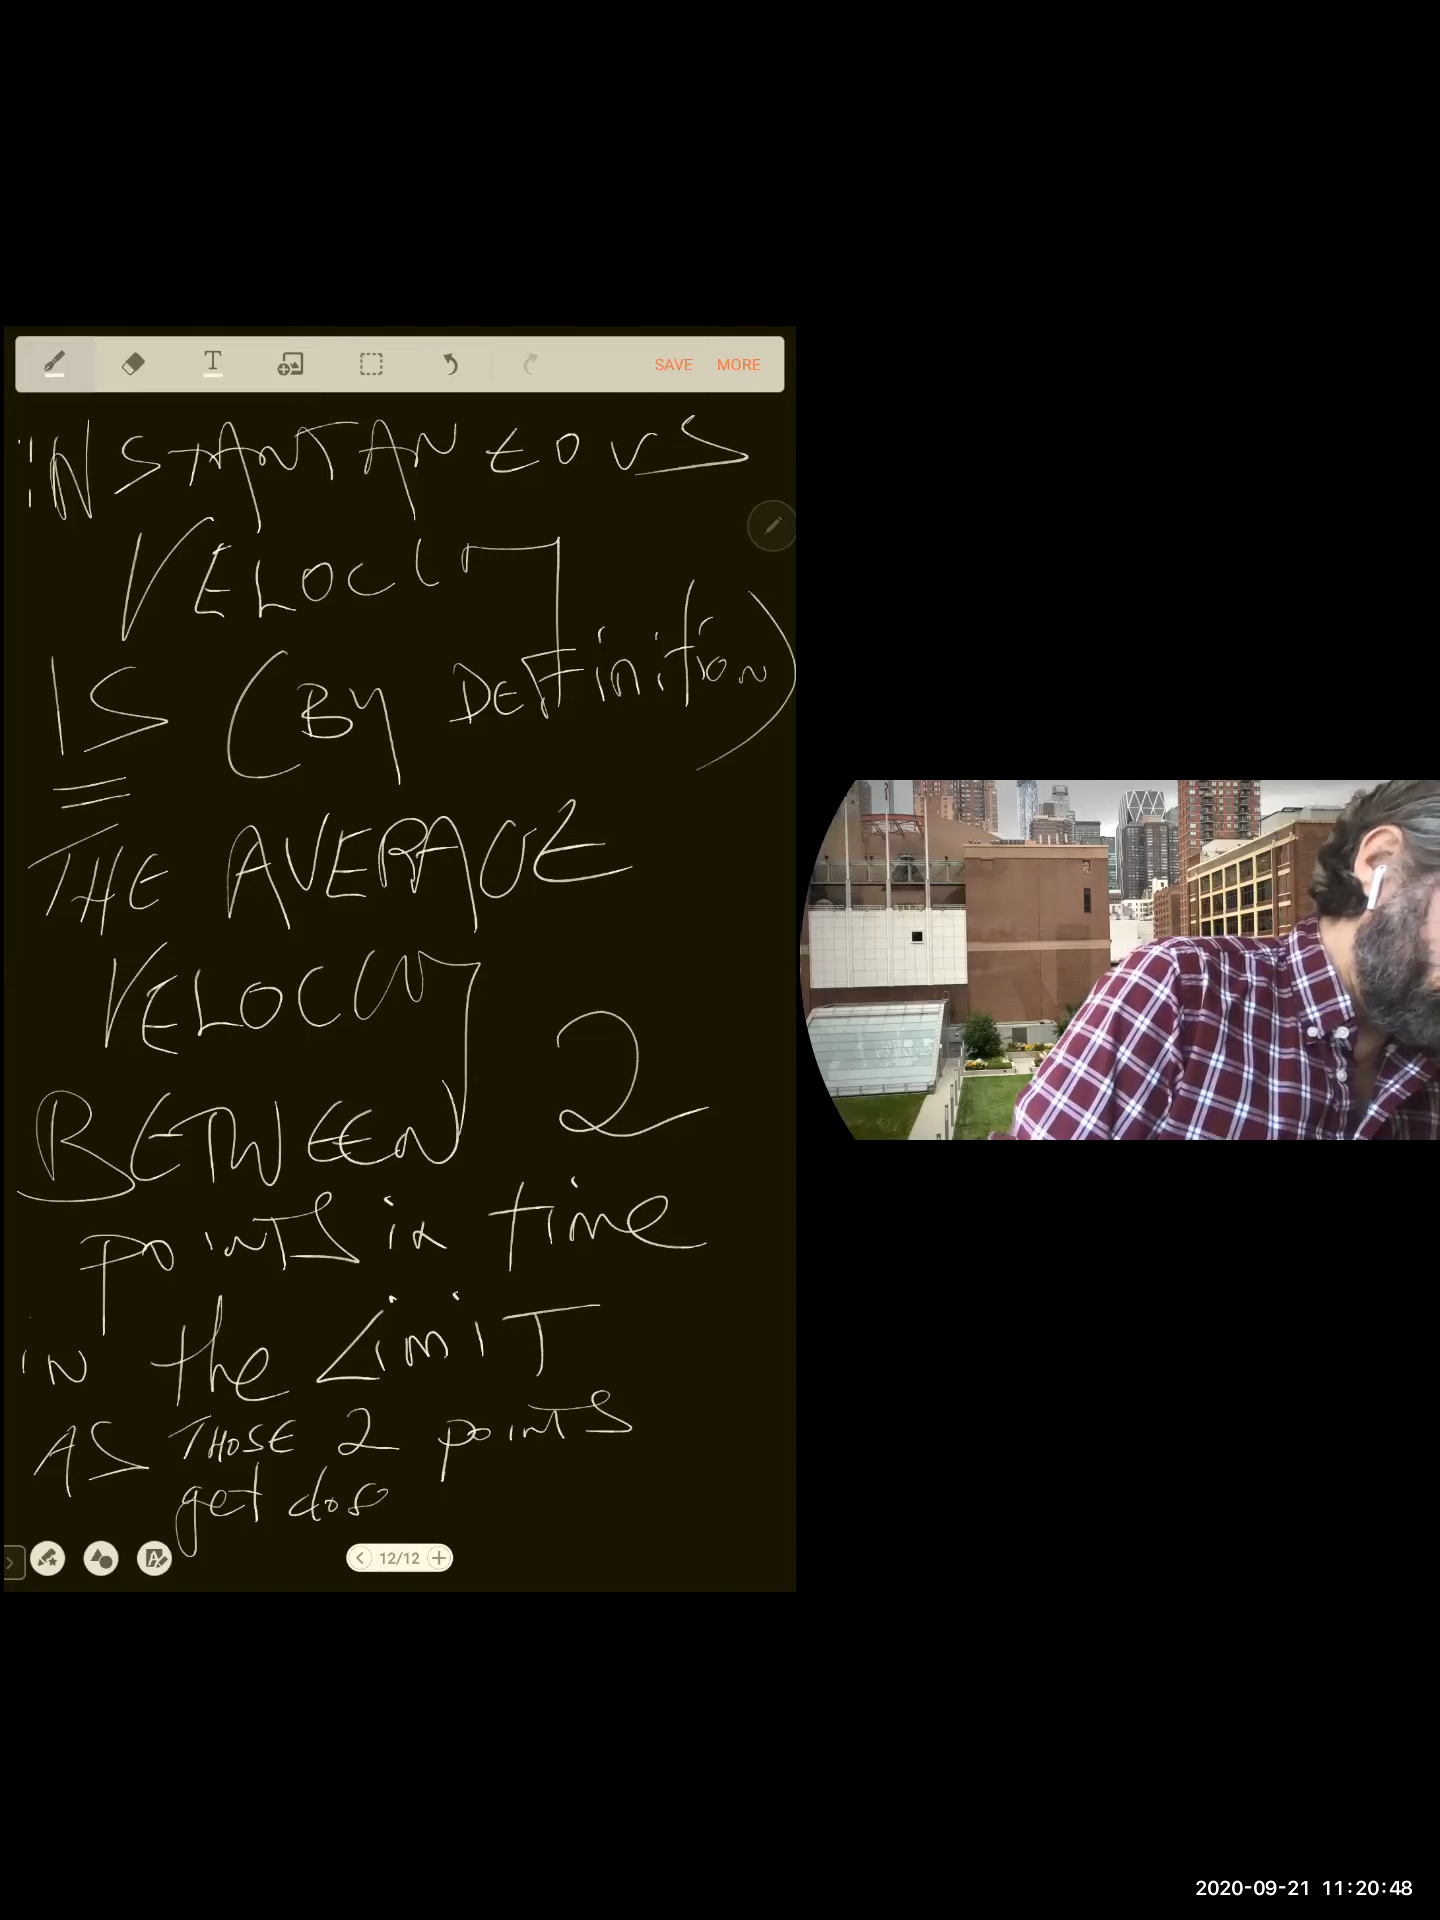 T
SAVE MORE
INSTANTANEOUS
VELOCITY
IS (BY DEFINITION)
THE AVERAGE
VELOCITY
BETWEEN 2
POINTS in time
IN the LIMIT
AS THOSE 2 POINTS
get close
A
12/12
2020-09-21 11:20:48